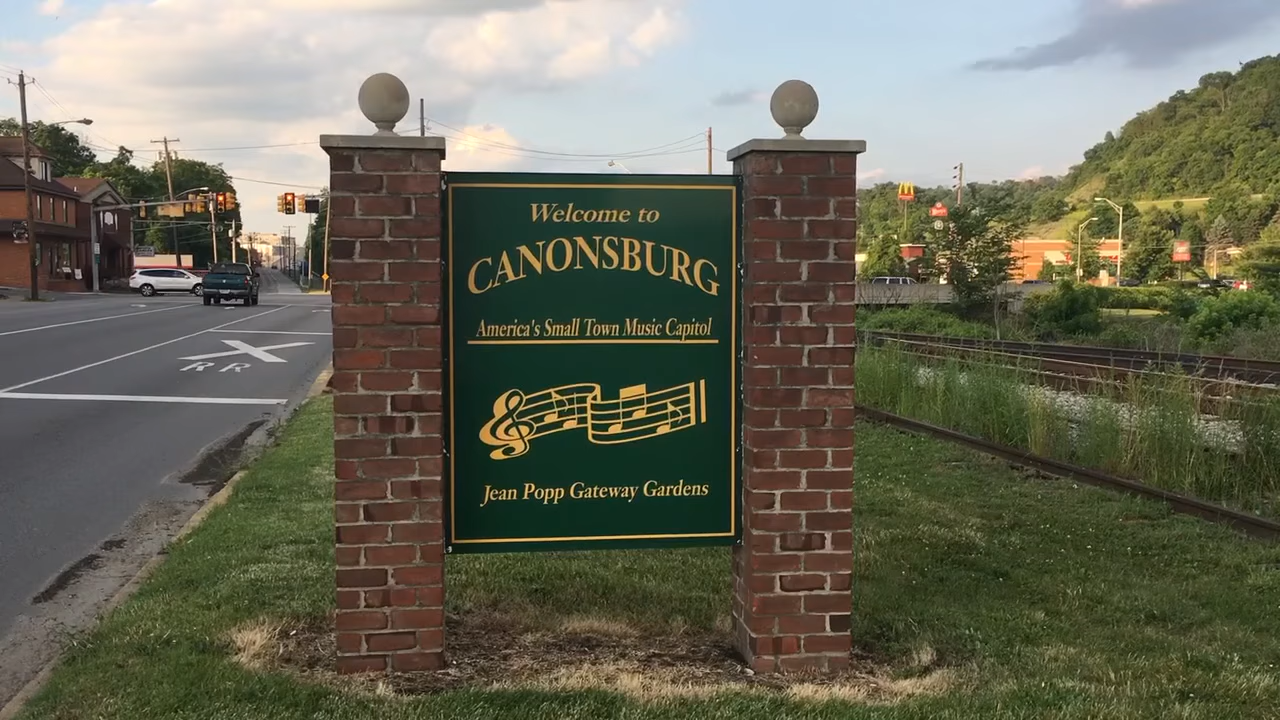 Welcome to
CANONSBURG
America's Small Town Music Capitol
Jean Popp Gateway Gardens
R R